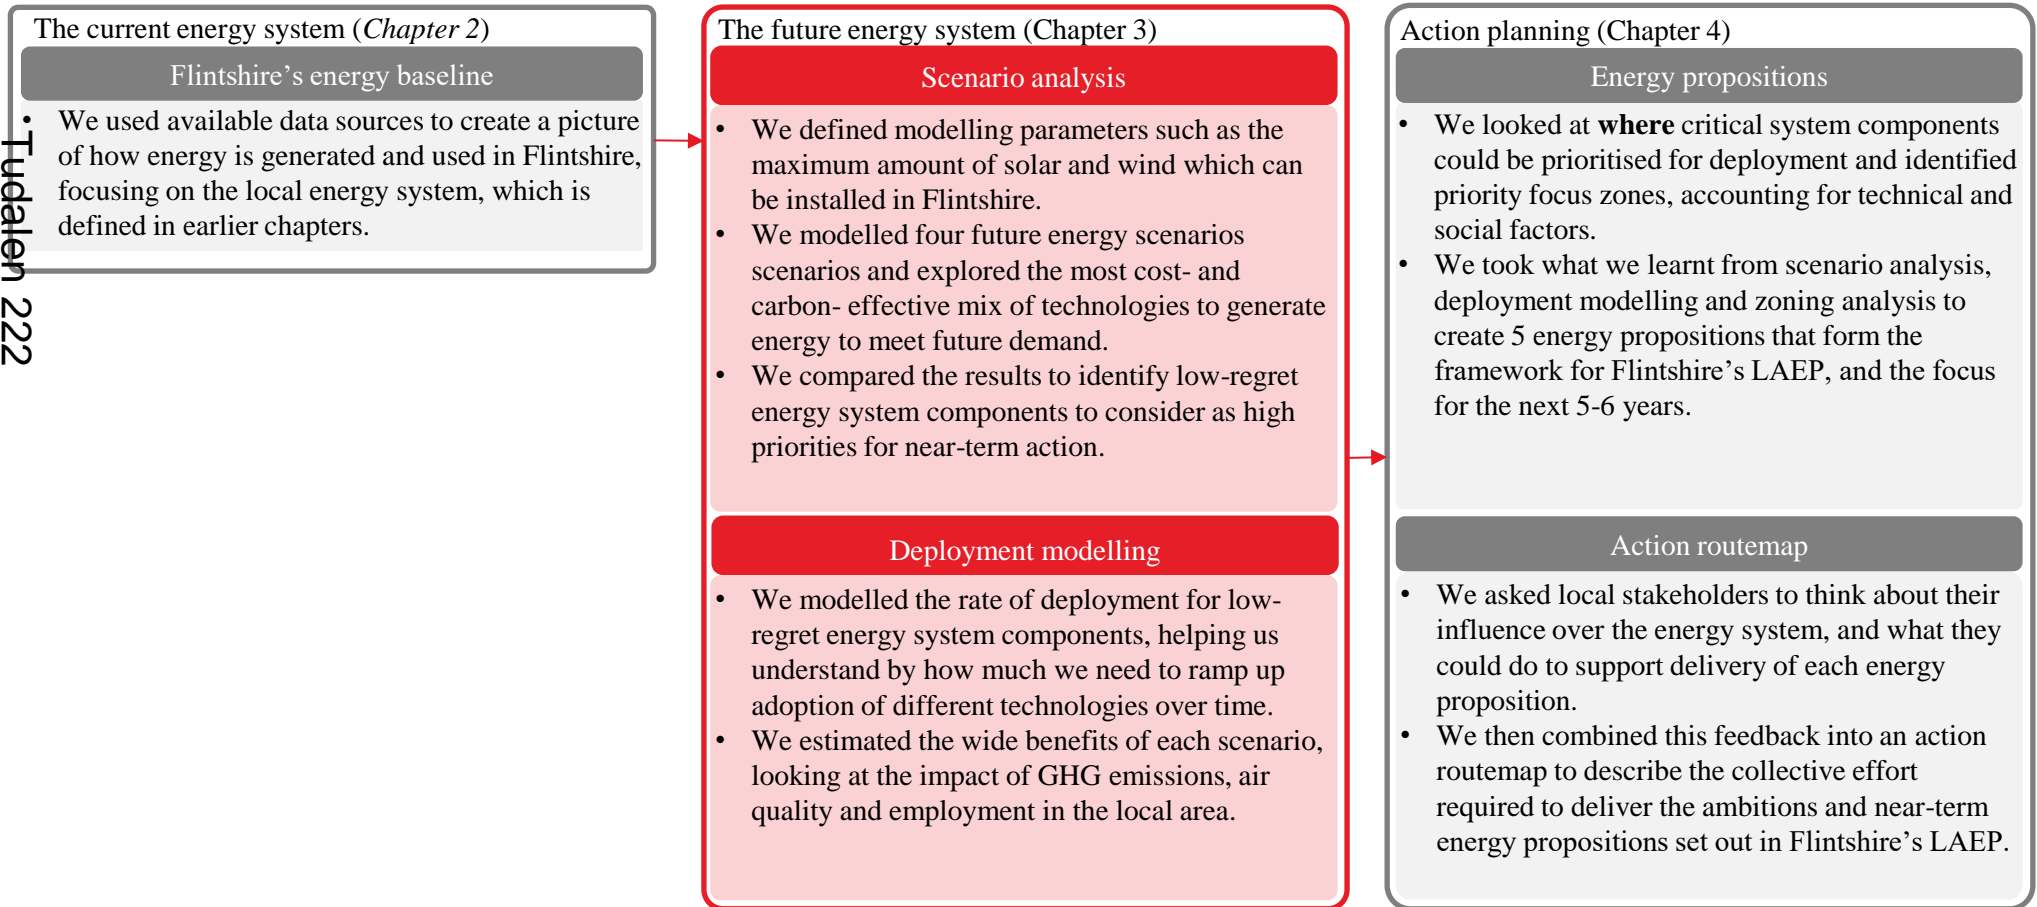 The current energy system (Chapter 2)
Flintshire’s energy baseline
• We used available data sources to create a picture
of how energy is generated and used in Flintshire,
focusing on the local energy system, which is
defined in earlier chapters.
Tudalen 222
The future energy system (Chapter 3)
Scenario analysis
• We defined modelling parameters such as the
maximum amount of solar and wind which can
be installed in Flintshire.
• We modelled four future energy scenarios
scenarios and explored the most cost- and
carbon- effective mix of technologies to generate
energy to meet future demand.
• We compared the results to identify low-regret
energy system components to consider as high
priorities for near-term action.
Deployment modelling
• We modelled the rate of deployment for low-
regret energy system components, helping us
understand by how much we need to ramp up
adoption of different technologies over time.
• We estimated the wide benefits of each scenario,
looking at the impact of GHG emissions, air
quality and employment in the local area.
Action planning (Chapter 4)
Energy propositions
• We looked at where critical system components
could be prioritised for deployment and identified
priority focus zones, accounting for technical and
social factors.
• We took what we learnt from scenario analysis,
deployment modelling and zoning analysis to
create 5 energy propositions that form the
framework for Flintshire’s LAEP, and the focus
for the next 5-6 years.
Action routemap
• We asked local stakeholders to think about their
influence over the energy system, and what they
could do to support delivery of each energy
proposition.
• We then combined this feedback into an action
routemap to describe the collective effort
required to deliver the ambitions and near-term
energy propositions set out in Flintshire’s LAEP.